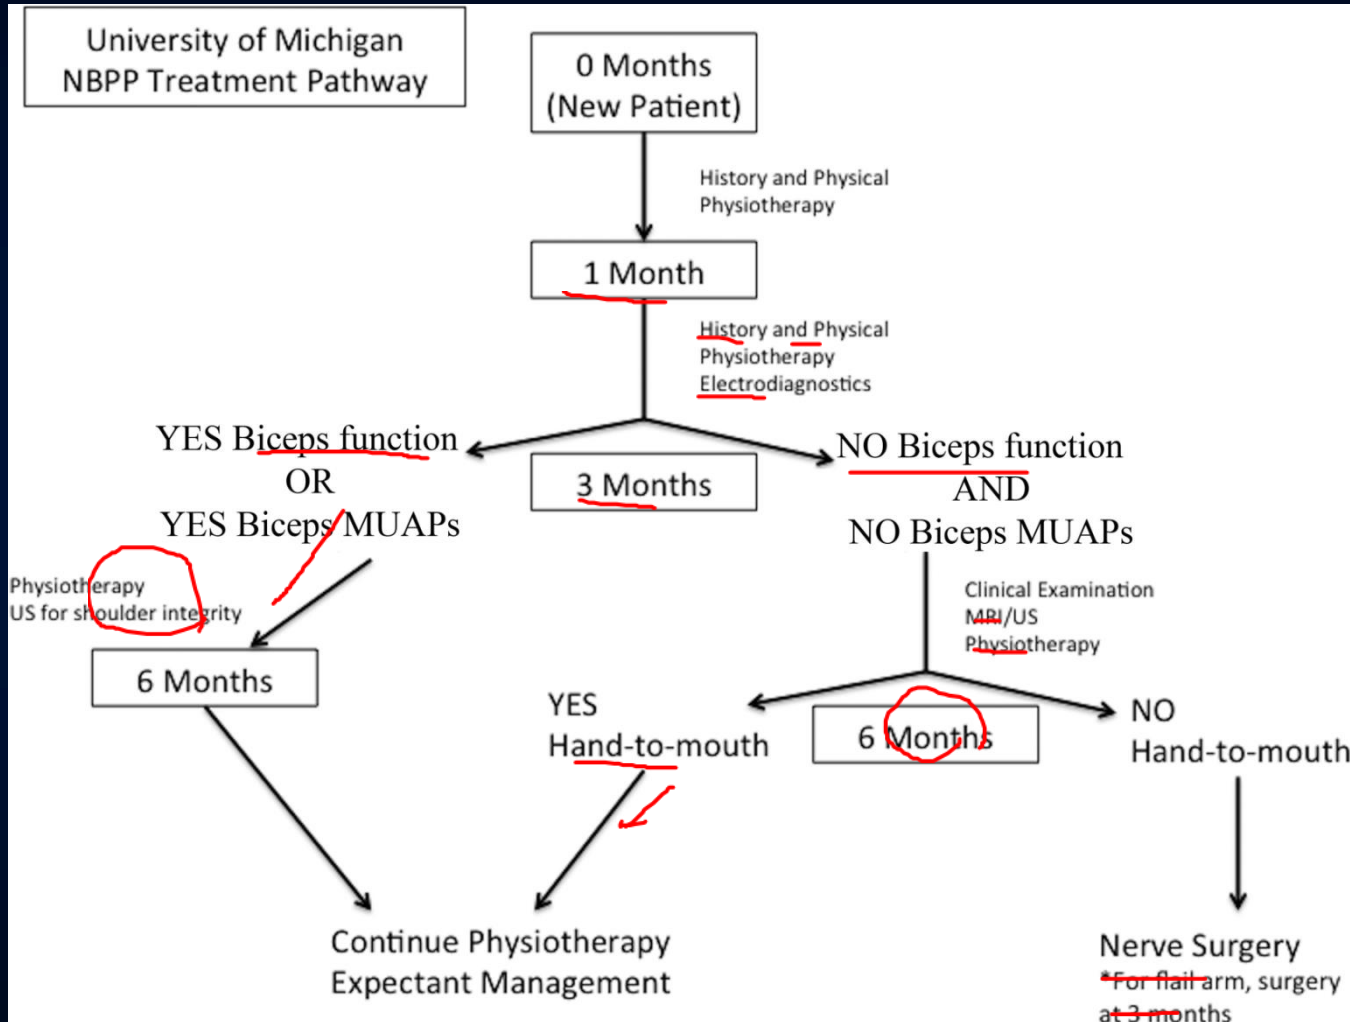 University of Michigan
NBPP Treatment Pathway
0 Months
(New Patient)
History and Physical
Physiotherapy
1 Month
History and Physical
Physiotherapy
Electrodiagnostics
YES Biceps function
OR
YES Biceps MUAPs
3 Months
NO Biceps function
AND
NO Biceps MUAPs
Physiotherapy
US for shoulder integrity
6 Months
Clinical Examination
MRI/US
Physiotherapy
YES
Hand-to-mouth
6 Months
NO
Hand-to-mouth
Continue Physiotherapy
Expectant Management
Nerve Surgery
*For flail arm, surgery
at 3 months